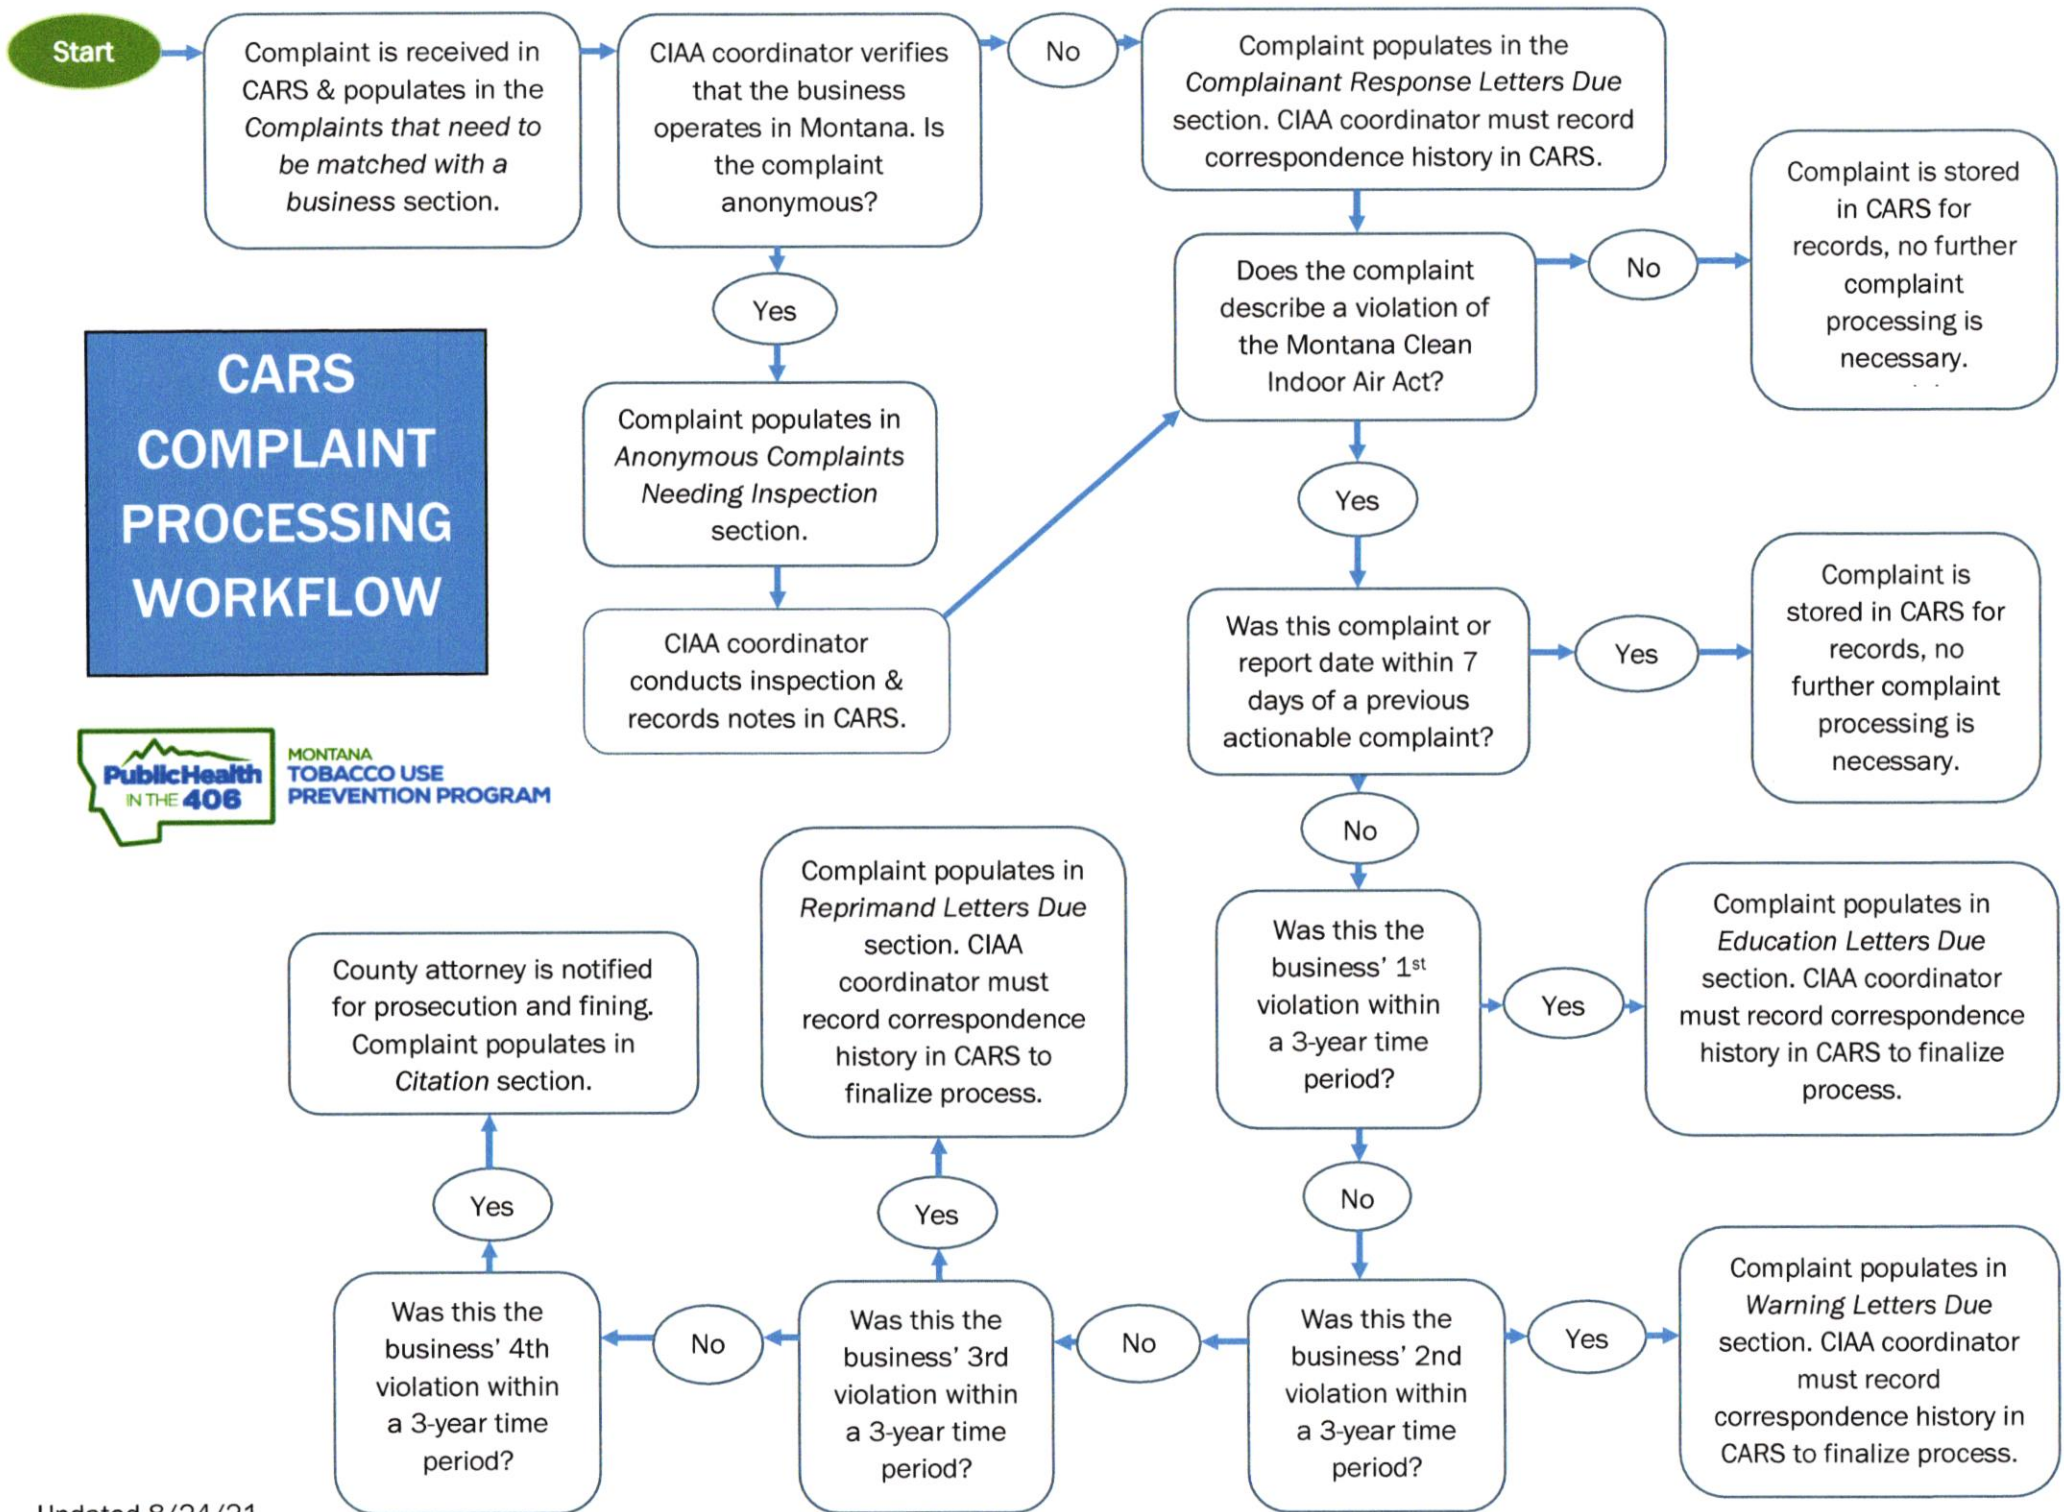 Start
Complaint is received in
CARS & populates in the
Complaints that need to
be matched with a
business section.
CIAA coordinator verifies
that the business
operates in Montana. Is
the complaint
anonymous?
No
Complaint populates in the
Complainant Response Letters Due
section. CIAA coordinator must record
correspondence history in CARS.
Does the complaint
describe a violation of
the Montana Clean
Indoor Air Act?
No
Complaint is stored
in CARS for
records, no further
complaint
processing is
necessary.
Yes
Complaint populates in
Anonymous Complaints
Needing Inspection
section.
CIAA coordinator
conducts inspection &
records notes in CARS.
CARS
COMPLAINT
PROCESSING
WORKFLOW
PublicHealth
IN THE 406
MONTANA
TOBACCO USE
PREVENTION PROGRAM
Yes
Was this complaint or
report date within 7
days of a previous
actionable complaint?
Yes
Complaint is
stored in CARS for
records, no
further complaint
processing is
necessary.
No
Was this the
business' 1st
violation within
a 3-year time
period?
Yes
Complaint populates in
Education Letters Due
section. CIAA coordinator
must record correspondence
history in CARS to finalize
process.
No
Was this the
business' 2nd
violation within
a 3-year time
period?
Yes
Complaint populates in
Warning Letters Due
section. CIAA coordinator
must record
correspondence history in
CARS to finalize process.
No
Was this the
business' 3rd
violation within
a 3-year time
period?
Yes
Complaint populates in
Reprimand Letters Due
section. CIAA
coordinator must
record correspondence
history in CARS to
finalize process.
No
Was this the
business' 4th
violation within
a 3-year time
period?
Yes
County attorney is notified
for prosecution and fining.
Complaint populates in
Citation section.
Updated 8/24/21